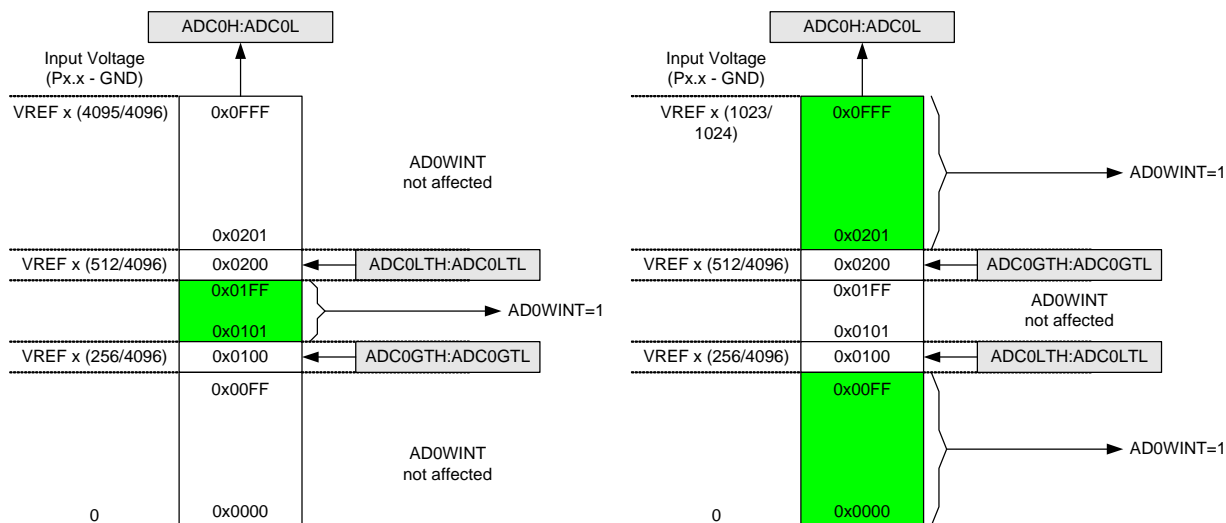 ADC0H:ADC0L
Input Voltage
(Px.x - GND)
VREF x (4095/4096)
0x0FFF
AD0WINT
not affected
0x0201
VREF x (512/4096)
0x0200
ADC0LTH:ADC0LTL
0x01FF
AD0WINT=1
0x0101
VREF x (256/4096)
0x0100
ADC0GTH:ADC0GTL
0x00FF
AD0WINT
not affected
0
0x0000
ADC0H:ADC0L
Input Voltage
(Px.x - GND)
VREF x (1023/
1024)
0x0FFF
AD0WINT=1
0x0201
VREF x (512/4096)
0x0200
ADC0GTH:ADC0GTL
0x01FF
AD0WINT
not affected
0x0101
VREF x (256/4096)
0x0100
ADC0LTH:ADC0LTL
0x00FF
AD0WINT=1
0
0x0000